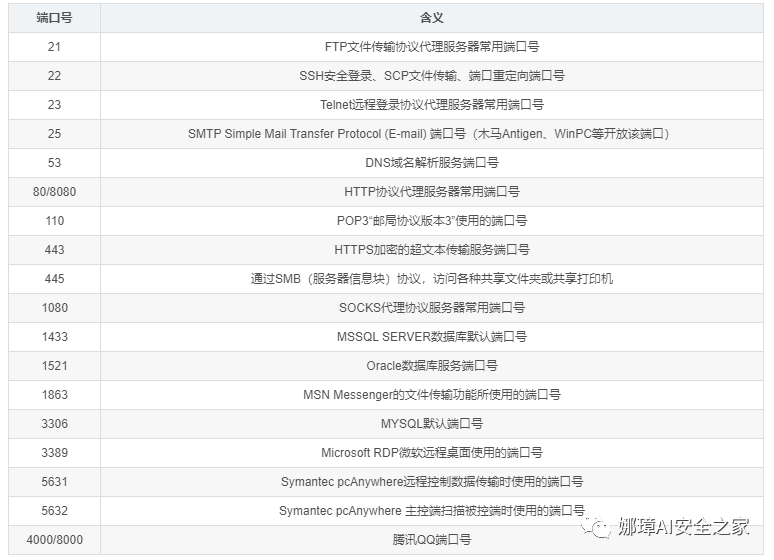 端口号 含义
21 FTP文件传输协议代理服务器常用端口号
22 SSH安全登录、SCP文件传输、端口重定向端口号
23 Telnet远程登录协议代理服务器常用端口号
25 SMTP Simple Mail Transfer Protocol (E-mail) 端口号（木马Antigen、WinPC等开放该端口）
53 DNS域名解析服务端口号
80/8080 HTTP协议代理服务器常用端口号
110 POP3“邮局协议版本3”使用的端口号
443 HTTPS加密的超文本传输服务端口号
445 通过SMB（服务器信息块）协议，访问各种共享文件夹或共享打印机
1080 SOCKS代理协议服务器常用端口号
1433 MSSQL SERVER数据库默认端口号
1521 Oracle数据库服务端口号
1863 MSN Messenger的文件传输功能所使用的端口号
3306 MYSQL默认端口号
3389 Microsoft RDP微软远程桌面使用的端口号
5631 Symantec pcAnywhere远程控制数据传输时使用的端口号
5632 Symantec pcAnywhere 主控端扫描被控端时使用的端口号
娜璋AI安全之家
4000/8000 腾讯QQ端口号